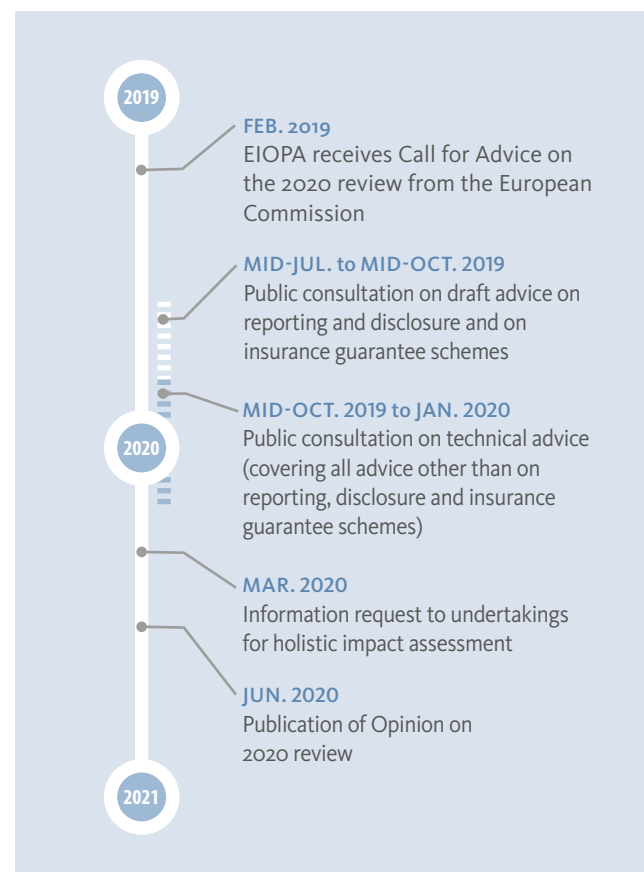 2019
FEB. 2019
EIOPA receives Call for Advice on
the 2020 review from the European
Commission
MID-JUL. to MID-OCT. 2019
Public consultation on draft advice on
reporting and disclosure and on
insurance guarantee schemes
MID-OCT. 2019 to JAN. 2020
Public consultation on technical advice
(covering all advice other than on
reporting, disclosure and insurance
guarantee schemes)
2020
MAR. 2020
Information request to undertakings
for holistic impact assessment
JUN. 2020
Publication of Opinion on
2020 review
2021